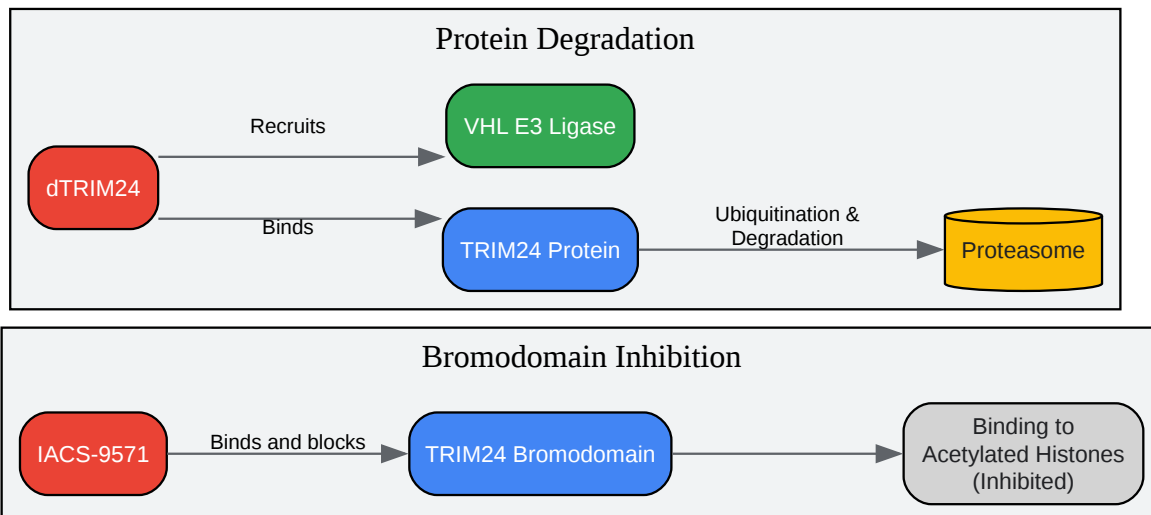 Protein Degradation
Recruits
VHL E3 Ligase
dTRIM24
Binds
TRIM24 Protein
Ubiquitination &
Degradation
Proteasome
Bromodomain Inhibition
IACS-9571
Binds and blocks
TRIM24 Bromodomain
Binding to
Acetylated Histones
(Inhibited)